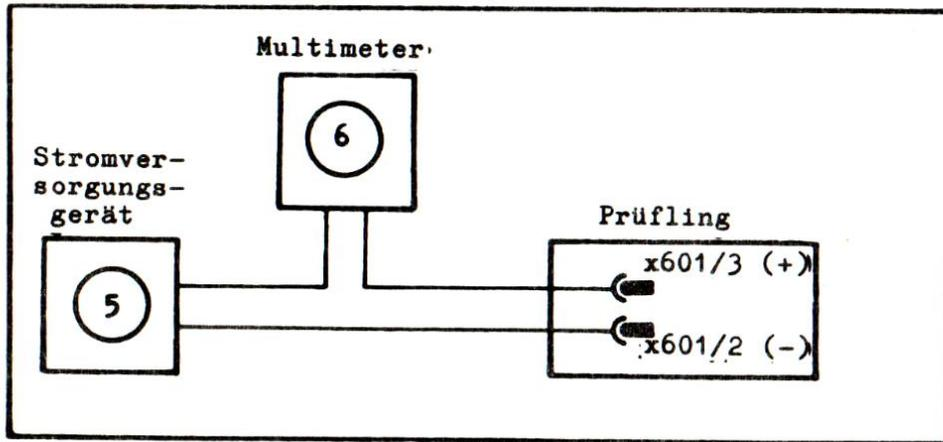 Multimeter
6
Stromver-
sorgungs-
gerät
5
Prüfling
x601/3 (+)
x601/2 (-)